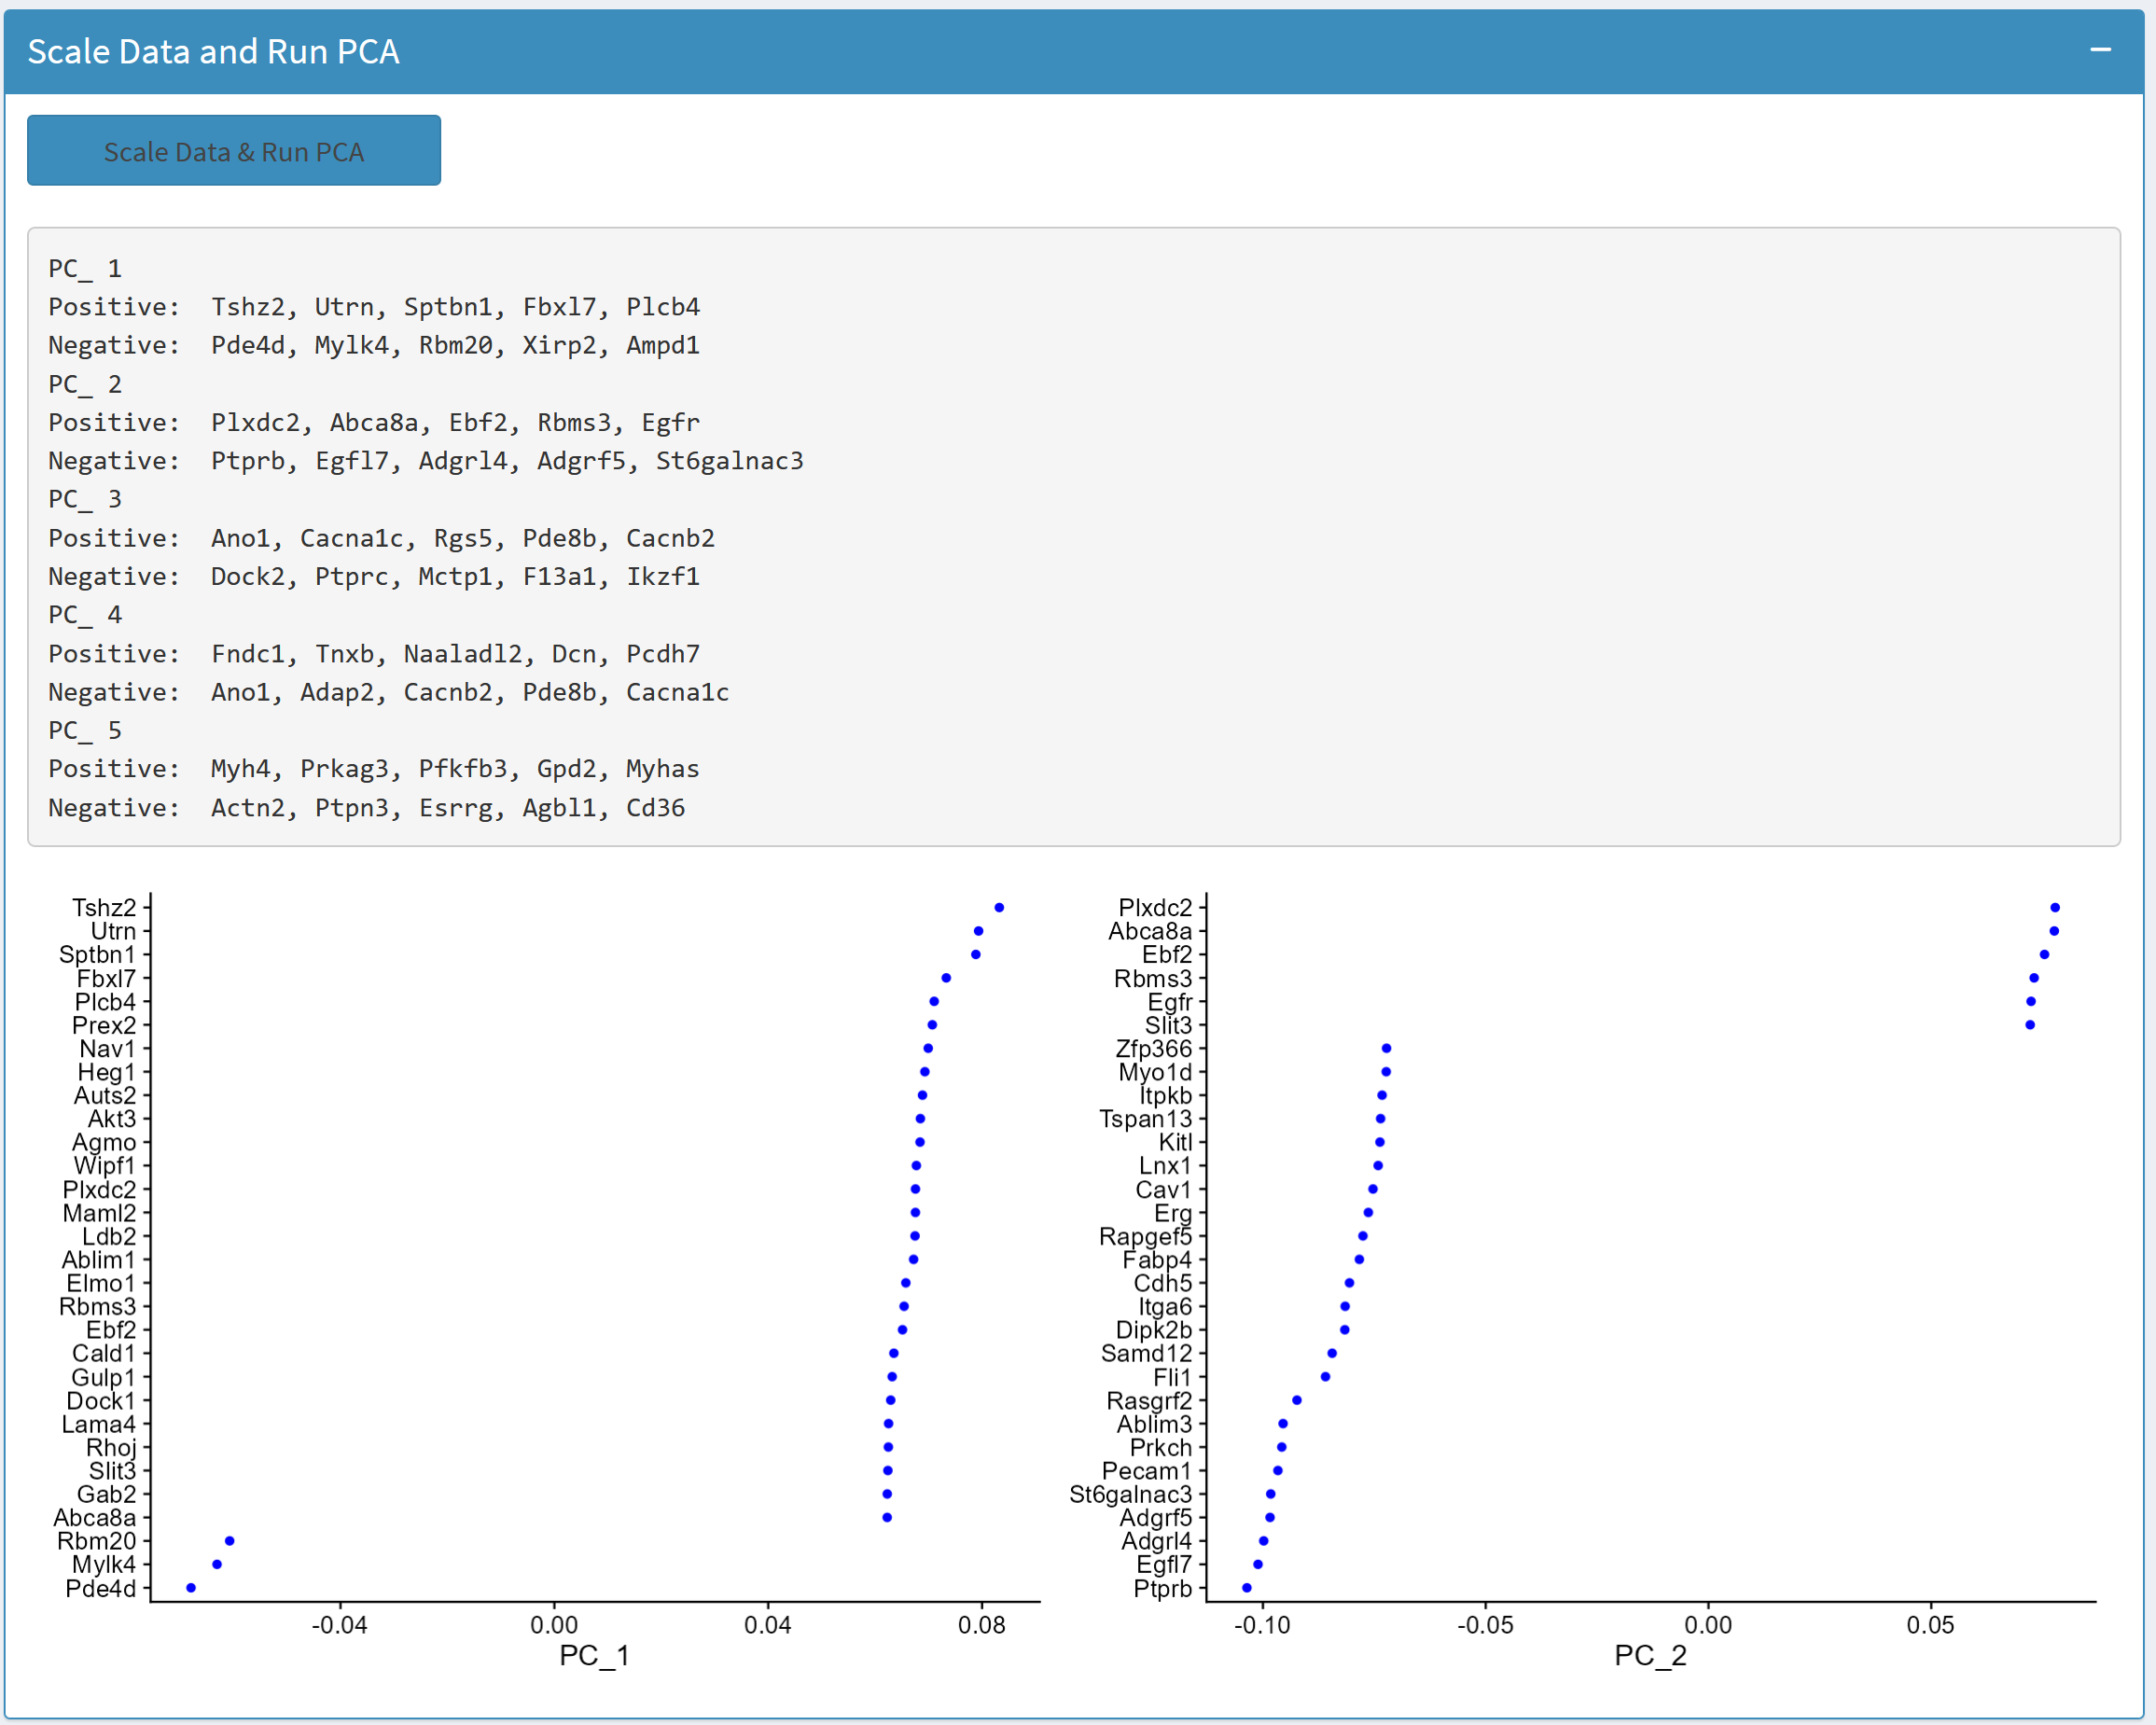 Scale Data and Run PCA
Scale Data & Run PCA
PC_ 1
Positive:  Tshz2, Utrn, Sptbn1, Fbxl7, Plcb4
Negative:  Pde4d, Mylk4, Rbm20, Xirp2, Ampd1
PC_ 2
Positive:  Plxdc2, Abca8a, Ebf2, Rbms3, Egfr
Negative:  Ptprb, Egfl7, Adgrl4, Adgrf5, St6galnac3
PC_ 3
Positive:  Ano1, Cacna1c, Rgs5, Pde8b, Cacnb2
Negative:  Dock2, Ptprc, Mctp1, F13a1, Ikzf1
PC_ 4
Positive:  Fndc1, Tnxb, Naaladl2, Dcn, Pcdh7
Negative:  Ano1, Adap2, Cacnb2, Pde8b, Cacna1c
PC_ 5
Positive:  Myh4, Prkag3, Pfkfb3, Gpd2, Myhas
Negative:  Actn2, Ptpn3, Esrrg, Agbl1, Cd36
Tshz2
Utrn
Sptbn1
Fbxl7
Plcb4
Prex2
Nav1
Heg1
Auts2
Akt3
Agmo
Wipf1
Plxdc2
Maml2
Ldb2
Ablim1
Elmo1
Rbms3
Ebf2
Cald1
Gulp1
Dock1
Lama4
Rhoj
Slit3
Gab2
Abca8a
Rbm20
Mylk4
Pde4d
-0.04 0.00 0.04 0.08
PC_1
Plxdc2
Abca8a
Ebf2
Rbms3
Egfr
Slit3
Zfp366
Myo1d
Itpkb
Tspan13
Kitl
Lnx1
Cav1
Erg
Rapgef5
Fabp4
Cdh5
Itga6
Dipk2b
Samd12
Fli1
Rasgrf2
Ablim3
Prkch
Pecam1
St6galnac3
Adgrf5
Adgrl4
Egfl7
Ptprb
-0.10 -0.05 0.00 0.05
PC_2